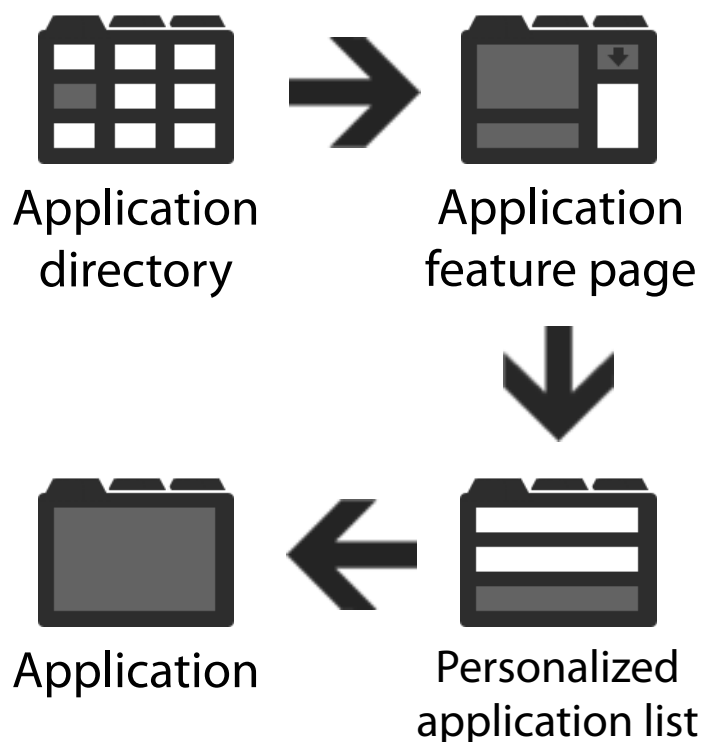 Application
directory
Application
feature page
Application
Personalized
application list